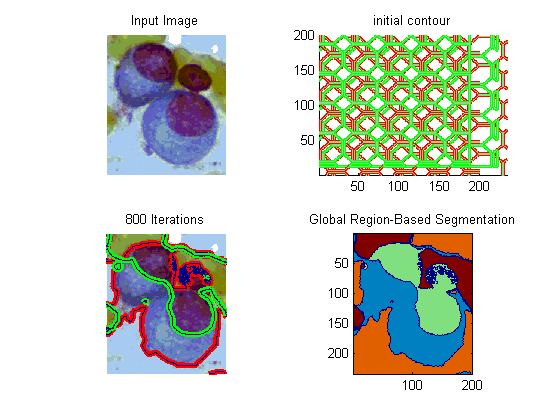 Input Image
initial contour
200
150
100
50
50 100 150 200
800 Iterations
Global Region-Based Segmentation
50
100
150
200
100 200